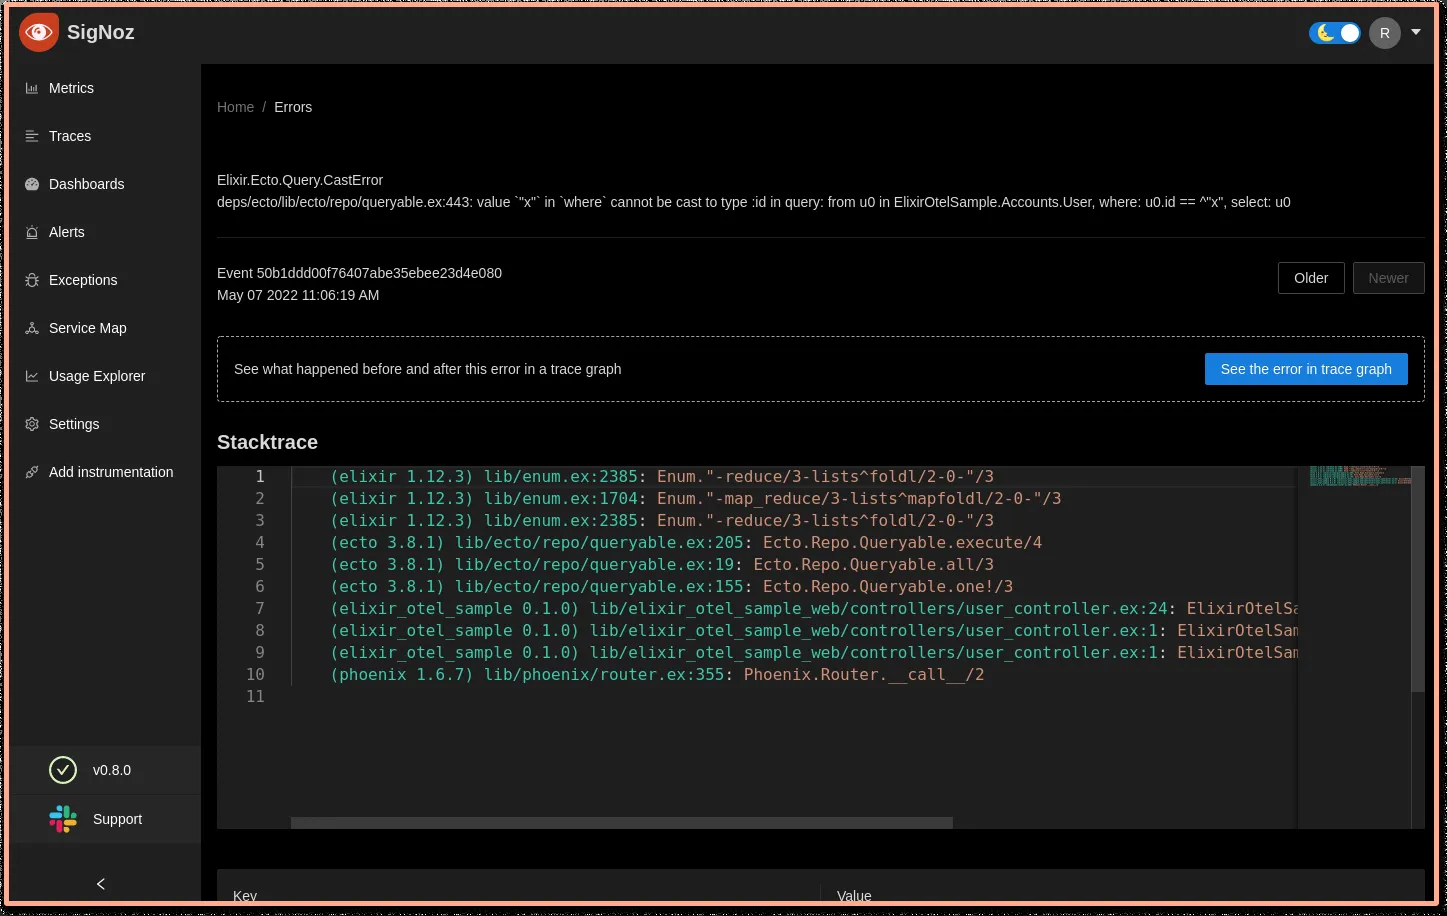 SigNoz
R
Metrics
Traces
Dashboards
Alerts
Exceptions
Service Map
Usage Explorer
Settings
Add instrumentation
v0.8.0
Support
Home / Errors
Elixir.Ecto.Query.CastError
deps/ecto/lib/ecto/repo/queryable.ex:443: value `"x"` in `where` cannot be cast to type :id in query: from u0 in ElixirOtelSample.Accounts.User, where: u0.id == ^"x", select: u0
Event 50b1ddd00f76407abe35ebee23d4e080
May 07 2022 11:06:19 AM
Older Newer
See what happened before and after this error in a trace graph
See the error in trace graph
Stacktrace
1 (elixir 1.12.3) lib/enum.ex:2385: Enum."-reduce/3-lists^foldl/2-0-"/3
2 (elixir 1.12.3) lib/enum.ex:1704: Enum."-map_reduce/3-lists^mapfoldl/2-0-"/3
3 (elixir 1.12.3) lib/enum.ex:2385: Enum."-reduce/3-lists^foldl/2-0-"/3
4 (ecto 3.8.1) lib/ecto/repo/queryable.ex:205: Ecto.Repo.Queryable.execute/4
5 (ecto 3.8.1) lib/ecto/repo/queryable.ex:19: Ecto.Repo.Queryable.all/3
6 (ecto 3.8.1) lib/ecto/repo/queryable.ex:155: Ecto.Repo.Queryable.one!/3
7 (elixir_otel_sample 0.1.0) lib/elixir_otel_sample_web/controllers/user_controller.ex:24: ElixirOtelSa
8 (elixir_otel_sample 0.1.0) lib/elixir_otel_sample_web/controllers/user_controller.ex:1: ElixirOtelSam
9 (elixir_otel_sample 0.1.0) lib/elixir_otel_sample_web/controllers/user_controller.ex:1: ElixirOtelSam
10 (phoenix 1.6.7) lib/phoenix/router.ex:355: Phoenix.Router.__call__/2
11
Key Value